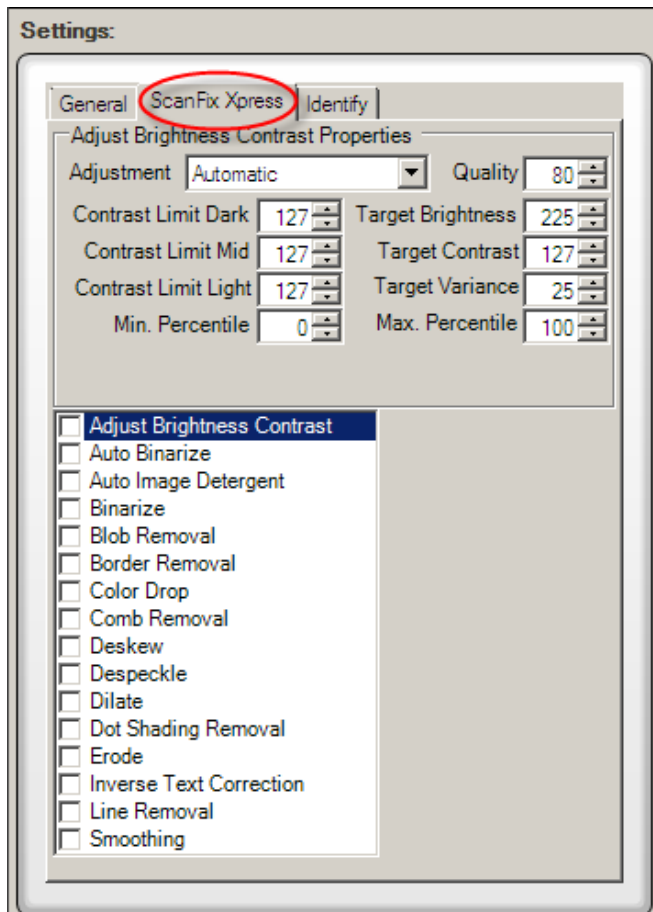 Settings:
General ScanFix Xpress Identify
Adjust Brightness Contrast Properties
Adjustment Automatic Quality 80
Contrast Limit Dark 127 Target Brightness 225
Contrast Limit Mid 127 Target Contrast 127
Contrast Limit Light 127 Target Variance 25
Min. Percentile 0 Max. Percentile 100
Adjust Brightness Contrast
Auto Binarize
Auto Image Detergent
Binarize
Blob Removal
Border Removal
Color Drop
Comb Removal
Deskew
Despeckle
Dilate
Dot Shading Removal
Erode
Inverse Text Correction
Line Removal
Smoothing